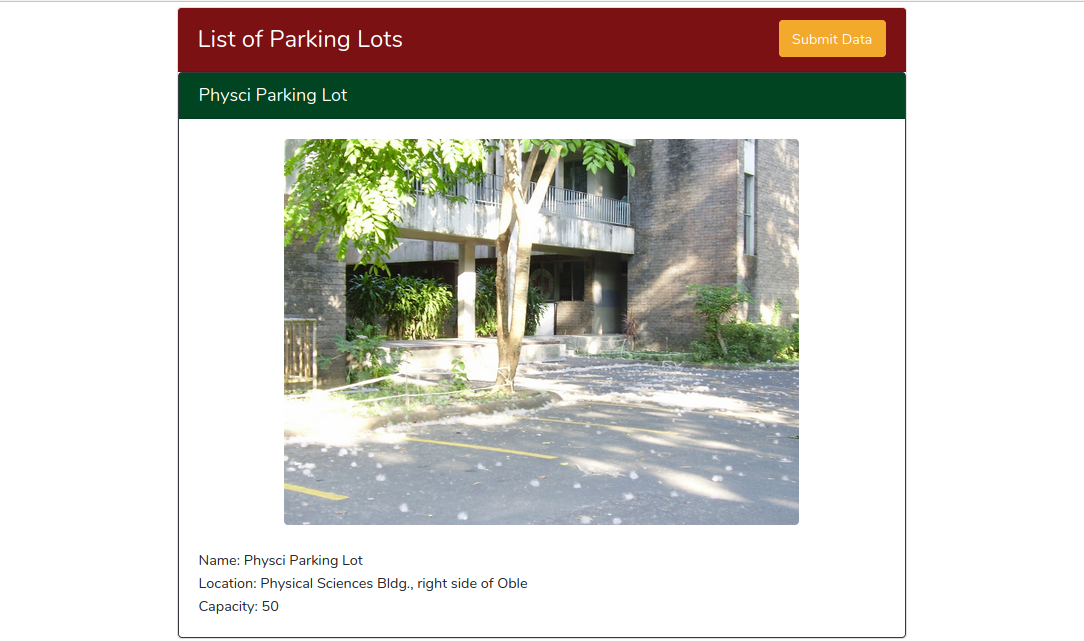 List of Parking Lots
Submit Data
Physci Parking Lot
Name: Physci Parking Lot
Location: Physical Sciences Bldg., right side of Oble
Capacity: 50